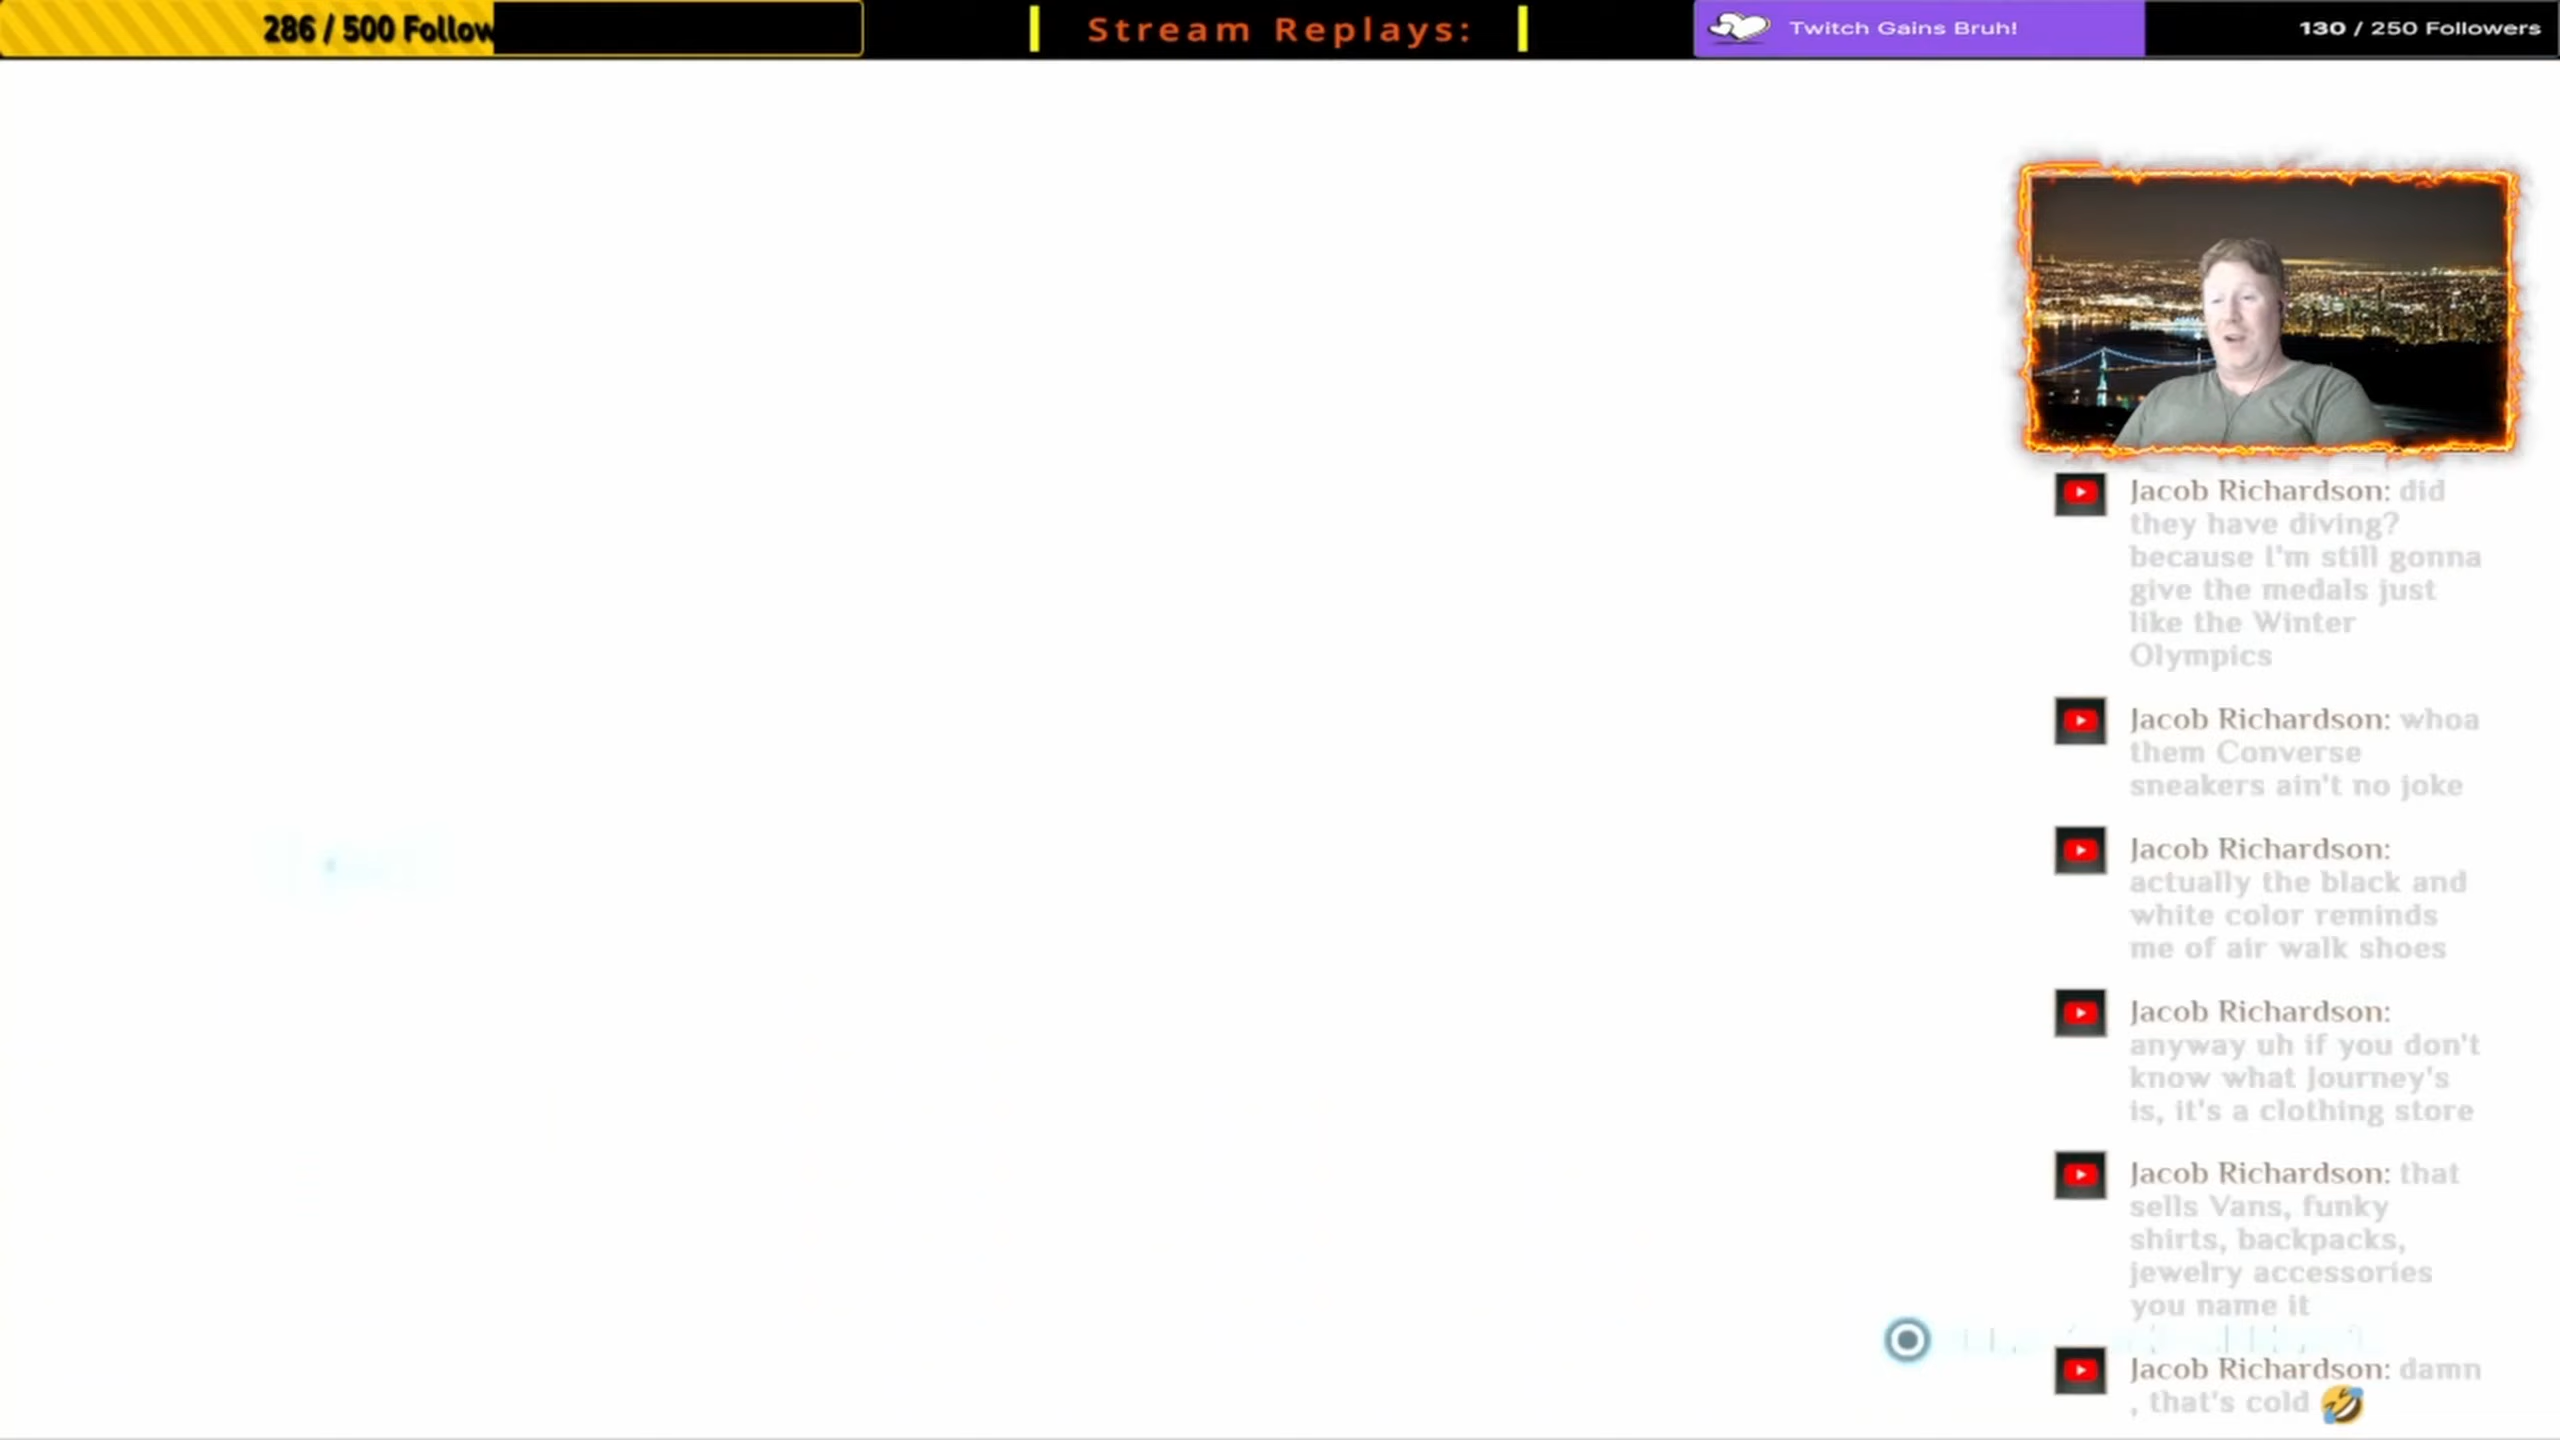 286 / 500 Follow
Stream Replays:
Twitch Gains Bruh!
130 / 250 Followers
Jacob Richardson: did
they have diving?
because I'm still gonna
give the medals just
like the Winter
Olympics
Jacob Richardson: whoa
them Converse
sneakers ain't no joke
Jacob Richardson:
actually the black and
white color reminds
me of air walk shoes
Jacob Richardson:
anyway uh if you don't
know what Journey's
is, it's a clothing store
Jacob Richardson: that
sells Vans, funky
shirts, backpacks,
jewelry accessories
you name it
Jacob Richardson: damn
, that's cold 🤣